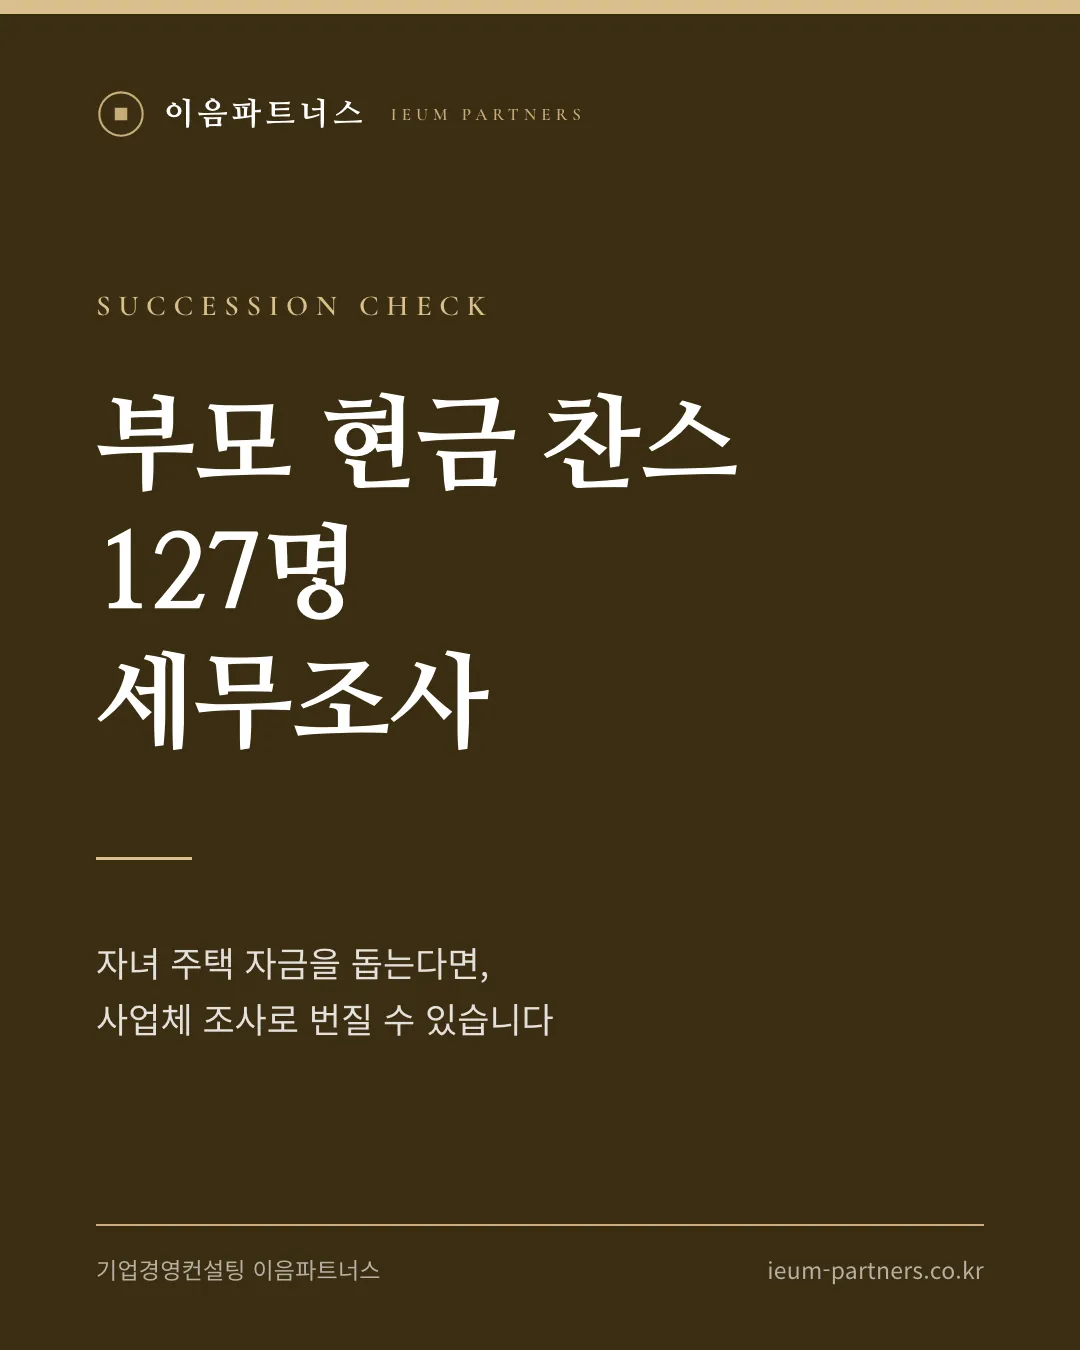 이음파트너스 IEUM PARTNERS
SUCCESSION CHECK
부모 현금 찬스
127명
세무조사
자녀 주택 자금을 돕는다면,
사업체 조사로 번질 수 있습니다
기업경영컨설팅 이음파트너스 ieum-partners.co.kr